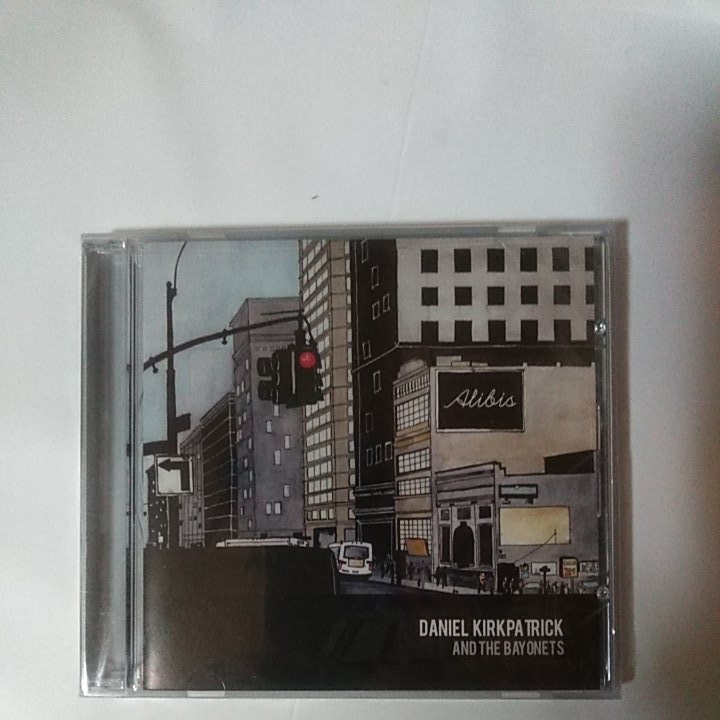 Alibis
DANIEL KIRKPATRICK
AND THE BAYONETS